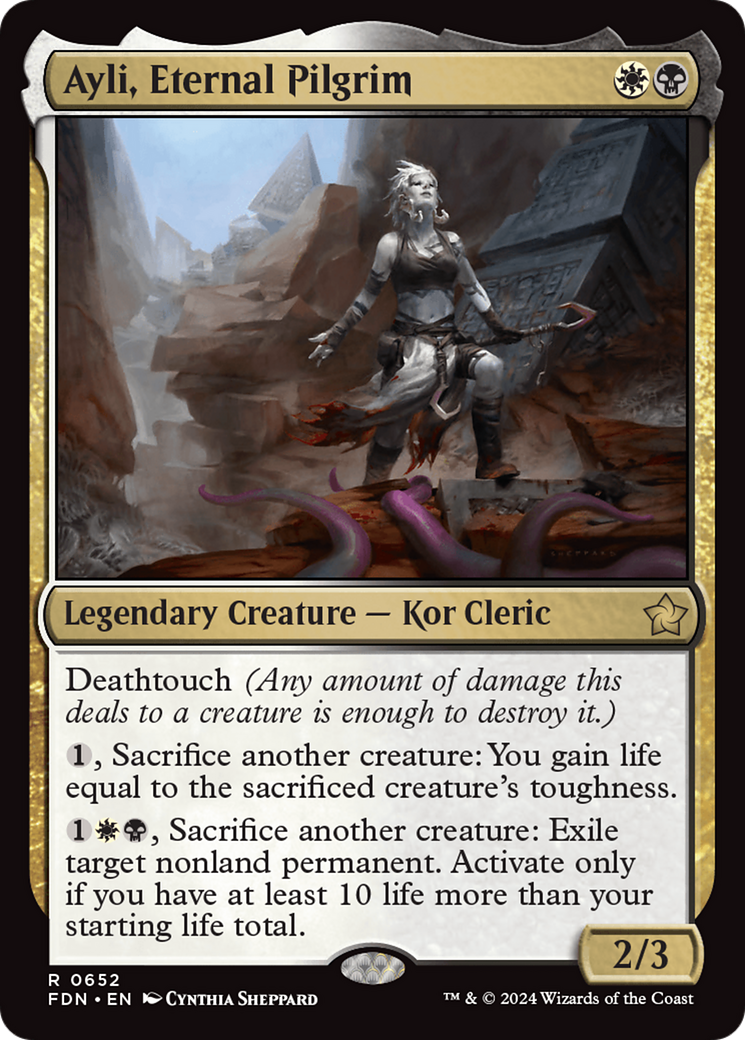 Ayli, Eternal Pilgrim
SHEPPARD
Legendary Creature — Kor Cleric
Deathtouch (Any amount of damage this
deals to a creature is enough to destroy it.)
1, Sacrifice another creature: You gain life
equal to the sacrificed creature's toughness.
1, Sacrifice another creature: Exile
target nonland permanent. Activate only
if you have at least 10 life more than your
starting life total.
2/3
R 0652
FDN • EN Cynthia Sheppard
™ & © 2024 Wizards of the Coast